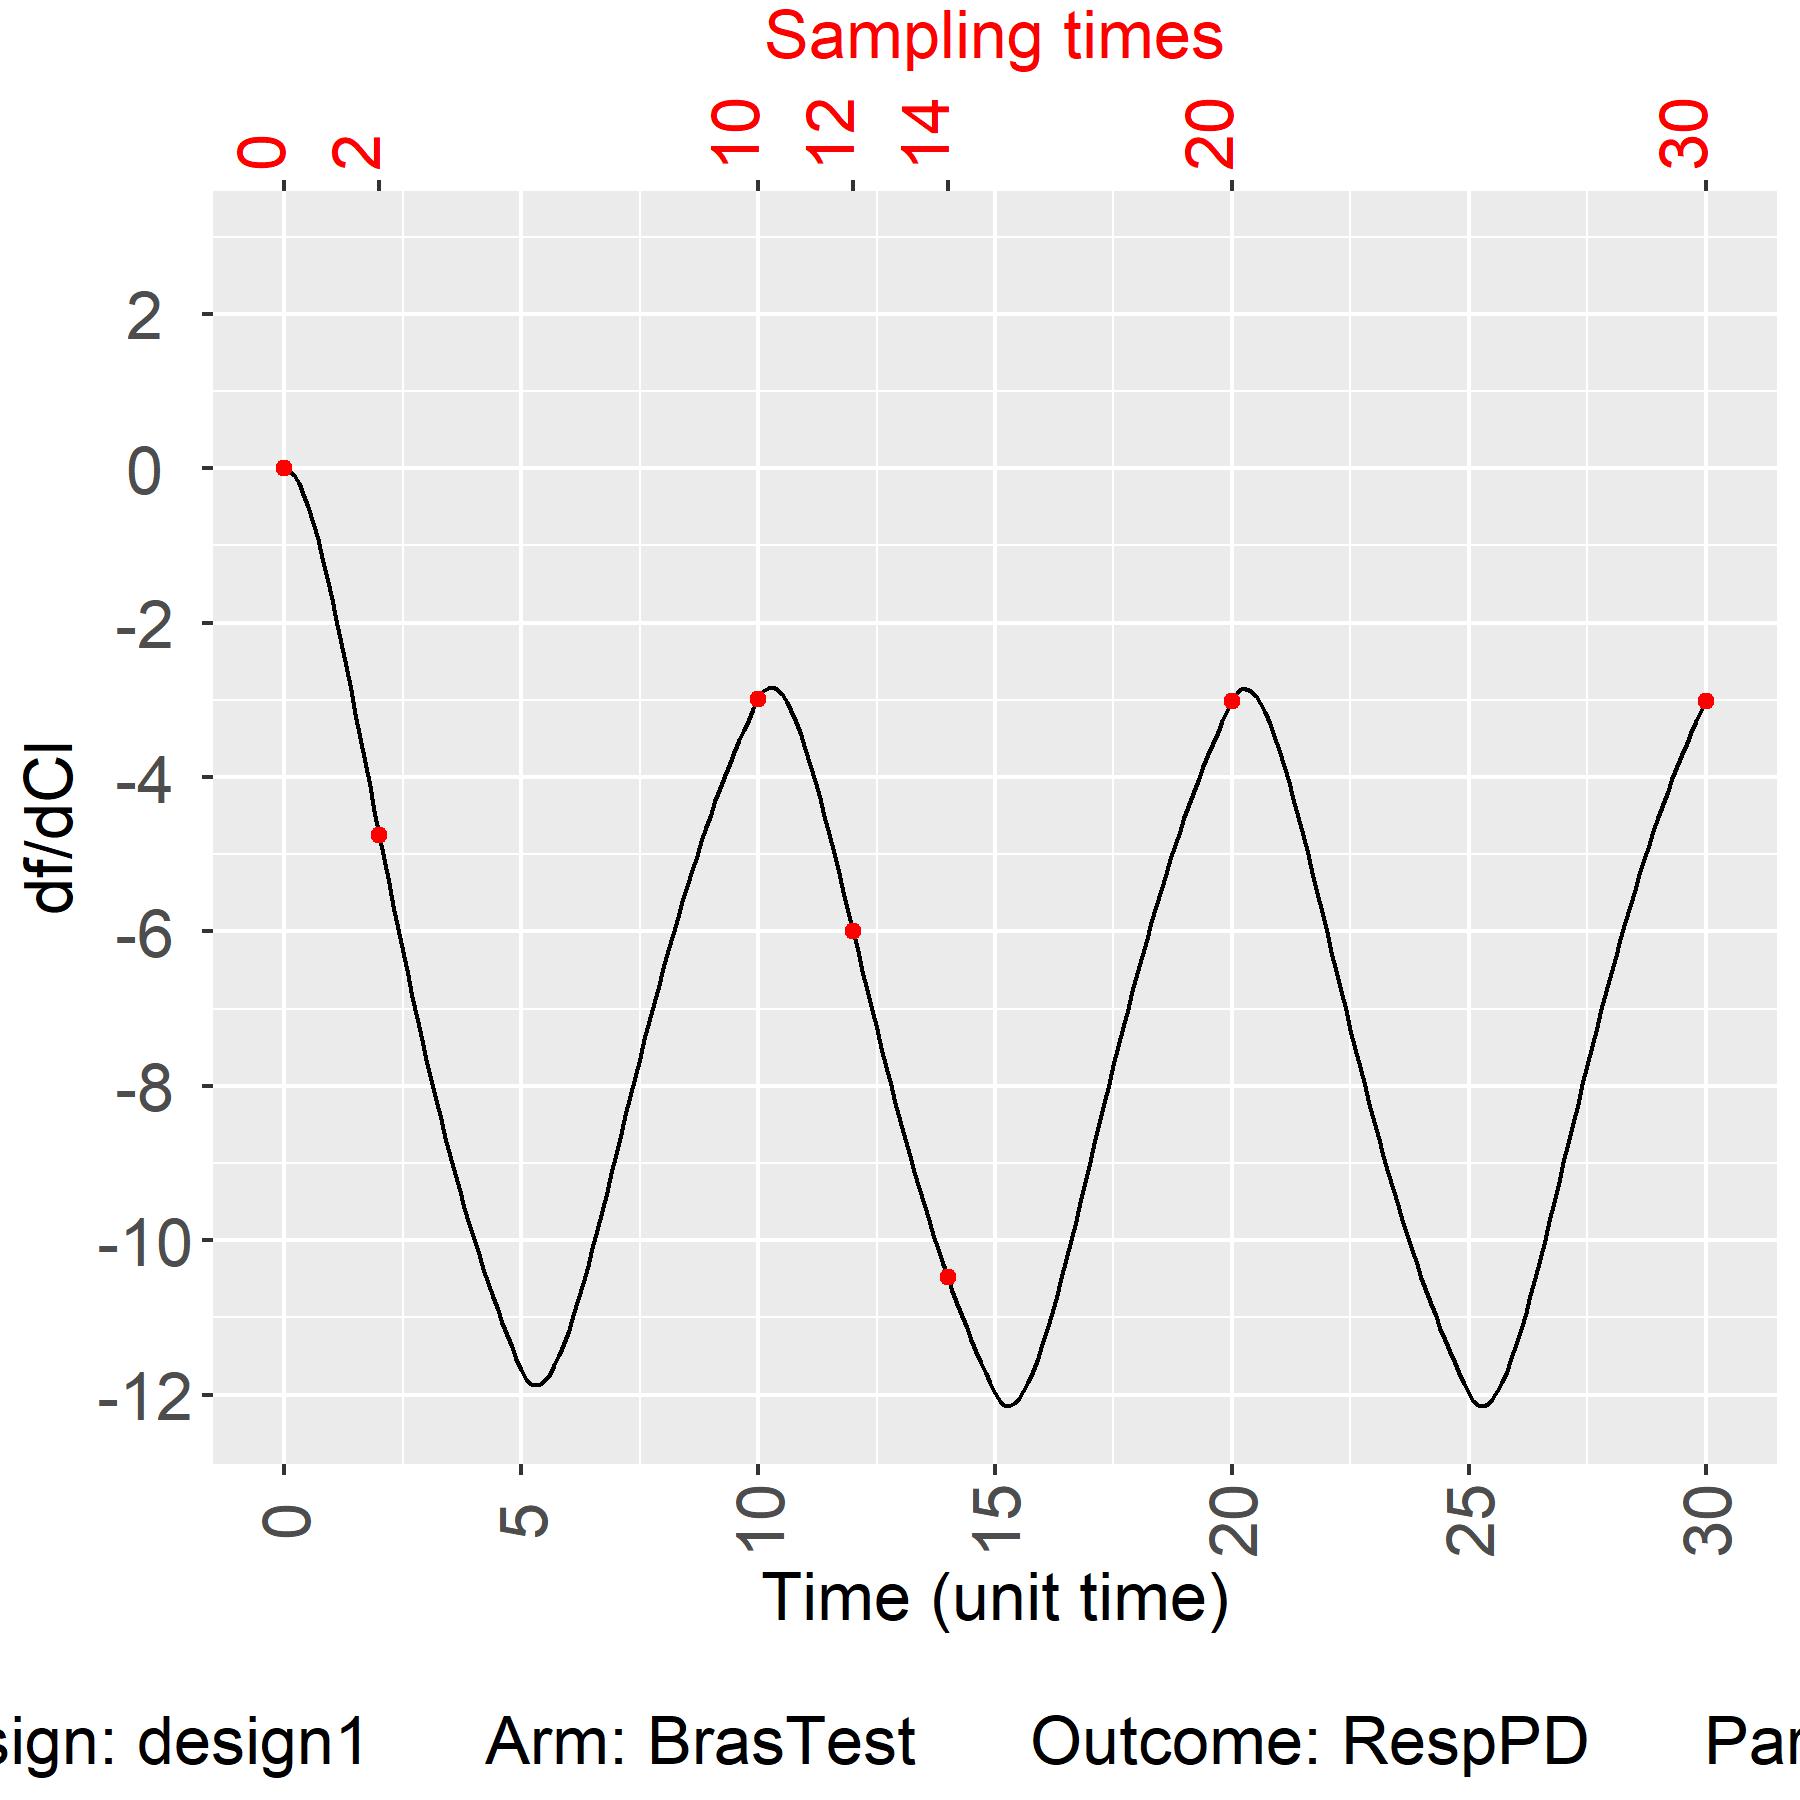 Sampling times
0 2 10 12 14 20 30
df/dCl
2
0
-2
-4
-6
-8
-10
-12
0 5 10 15 20 25 30
Time (unit time)
sign: design1 Arm: BrasTest Outcome: RespPD Par